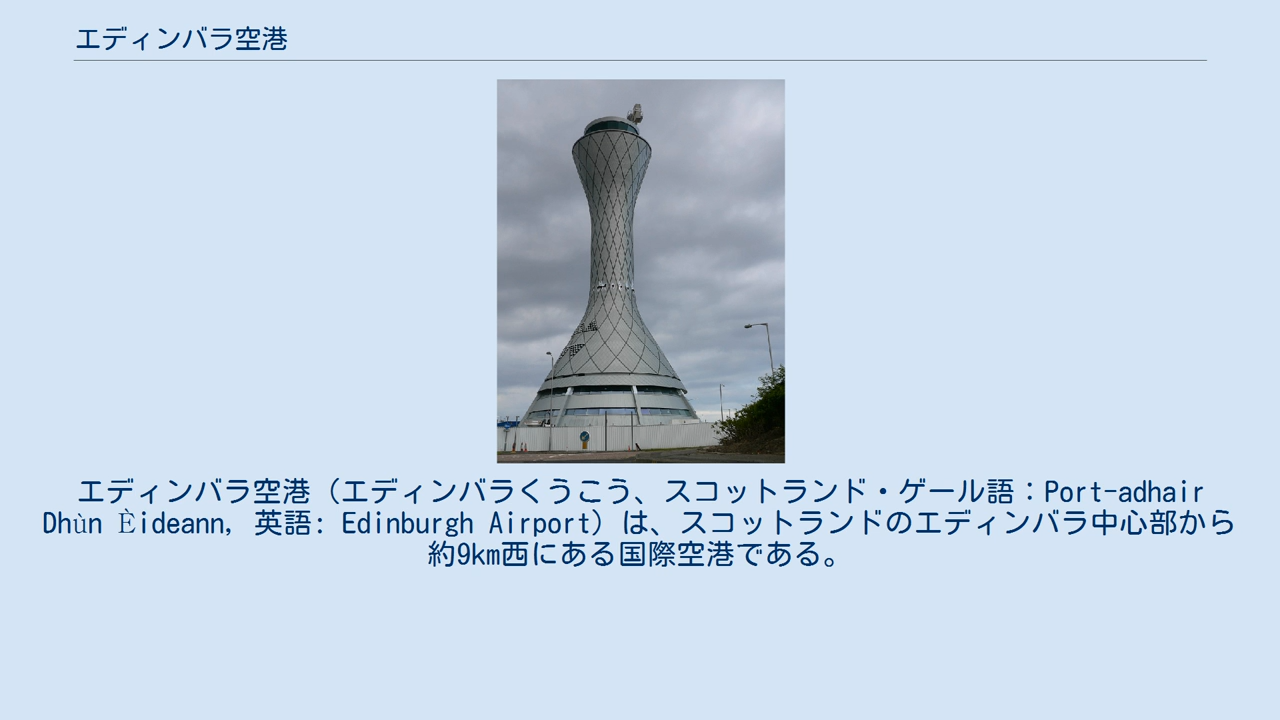 エディンバラ空港
エディンバラ空港（エディンバラくうこう、スコットランド・ゲール語：Port-adhair
Dhùn Èideann, 英語: Edinburgh Airport）は、スコットランドのエディンバラ中心部から
約9km西にある国際空港である。